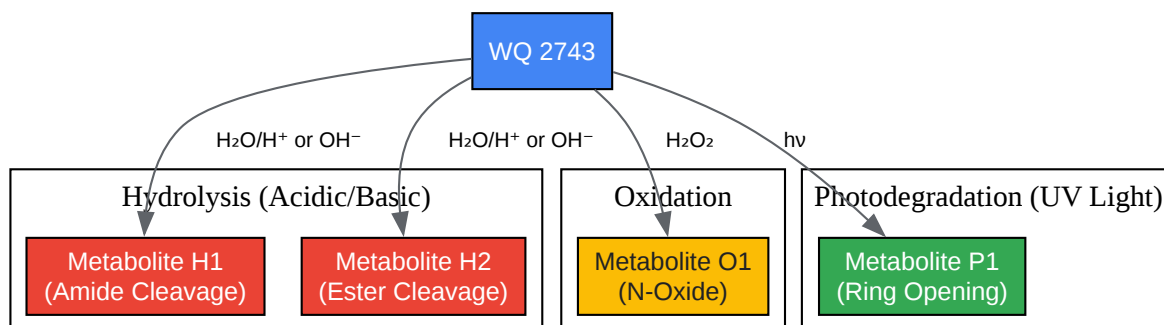 WQ 2743
H₂O/H⁺ or OH⁻
H₂O/H⁺ or OH⁻
H₂O₂
hν
Hydrolysis (Acidic/Basic)
Oxidation
Photodegradation (UV Light)
Metabolite H1
(Amide Cleavage)
Metabolite H2
(Ester Cleavage)
Metabolite O1
(N-Oxide)
Metabolite P1
(Ring Opening)